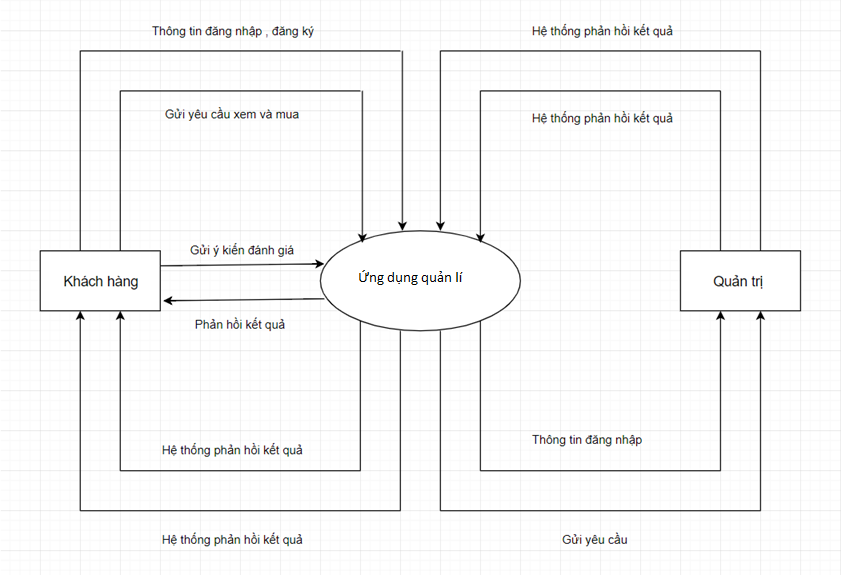 Thông tin đăng nhập , đăng ký
Hệ thống phản hồi kết quả
Gửi yêu cầu xem và mua
Hệ thống phản hồi kết quả
Gửi ý kiến đánh giá
Khách hàng
Ứng dụng quản lí
Quản trị
Phản hồi kết quả
Hệ thống phản hồi kết quả
Thông tin đăng nhập
Hệ thống phản hồi kết quả
Gửi yêu cầu